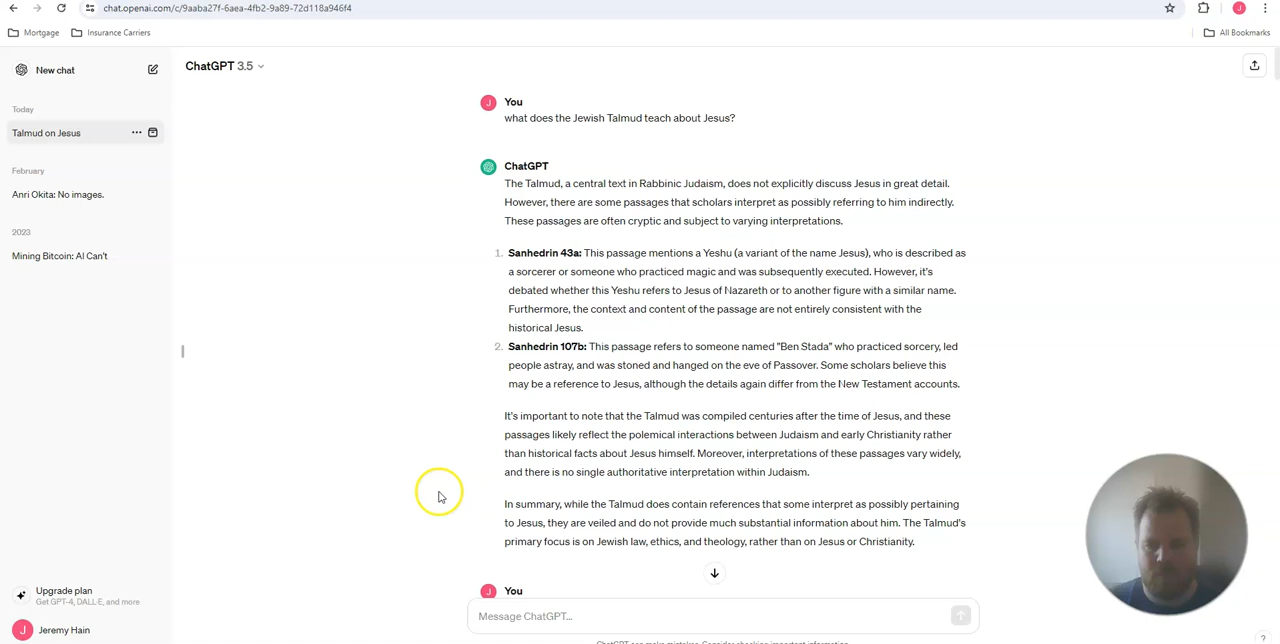 chat.openai.com/c/9aaba27f-6aea-4fb2-9a89-72d118a946f4
J
Mortgage
Insurance Carriers
All Bookmarks
New chat
ChatGPT 3.5
Today
Talmud on Jesus
February
Anri Okita: No images.
2023
Mining Bitcoin: AI Can't
J
You
what does the Jewish Talmud teach about Jesus?
ChatGPT
The Talmud, a central text in Rabbinic Judaism, does not explicitly discuss Jesus in great detail.
However, there are some passages that scholars interpret as possibly referring to him indirectly.
These passages are often cryptic and subject to varying interpretations.
1. Sanhedrin 43a: This passage mentions a Yeshu (a variant of the name Jesus), who is described as
a sorcerer or someone who practiced magic and was subsequently executed. However, it's
debated whether this Yeshu refers to Jesus of Nazareth or to another figure with a similar name.
Furthermore, the context and content of the passage are not entirely consistent with the
historical Jesus.
2. Sanhedrin 107b: This passage refers to someone named "Ben Stada" who practiced sorcery, led
people astray, and was stoned and hanged on the eve of Passover. Some scholars believe this
may be a reference to Jesus, although the details again differ from the New Testament accounts.
It's important to note that the Talmud was compiled centuries after the time of Jesus, and these
passages likely reflect the polemical interactions between Judaism and early Christianity rather
than historical facts about Jesus himself. Moreover, interpretations of these passages vary widely,
and there is no single authoritative interpretation within Judaism.
In summary, while the Talmud does contain references that some interpret as possibly pertaining
to Jesus, they are veiled and do not provide much substantial information about him. The Talmud's
primary focus is on Jewish law, ethics, and theology, rather than on Jesus or Christianity.
J
You
Message ChatGPT...
ChatGPT can make mistakes. Consider checking important information.
Upgrade plan
Get GPT-4, DALL·E, and more
J
Jeremy Hain
?